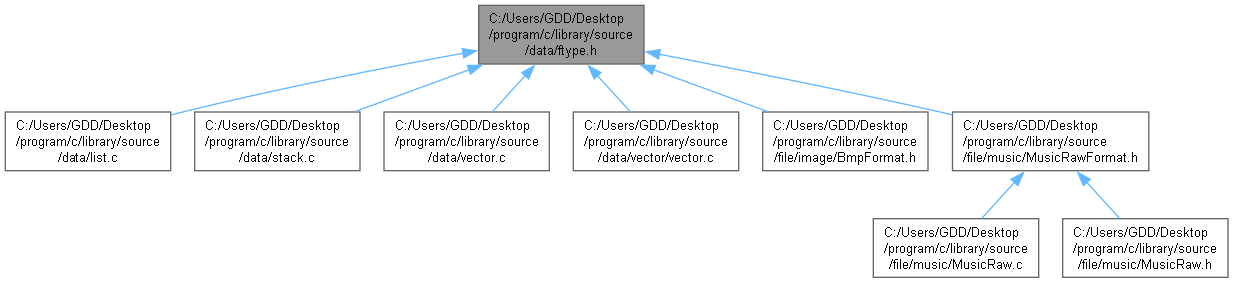 C:/Users/GDD/Desktop
/program/c/library/source
/data/ftype.h
C:/Users/GDD/Desktop
/program/c/library/source
/data/list.c
C:/Users/GDD/Desktop
/program/c/library/source
/data/stack.c
C:/Users/GDD/Desktop
/program/c/library/source
/data/vector.c
C:/Users/GDD/Desktop
/program/c/library/source
/data/vector/vector.c
C:/Users/GDD/Desktop
/program/c/library/source
/file/image/BmpFormat.h
C:/Users/GDD/Desktop
/program/c/library/source
/file/music/MusicRawFormat.h
C:/Users/GDD/Desktop
/program/c/library/source
/file/music/MusicRaw.c
C:/Users/GDD/Desktop
/program/c/library/source
/file/music/MusicRaw.h